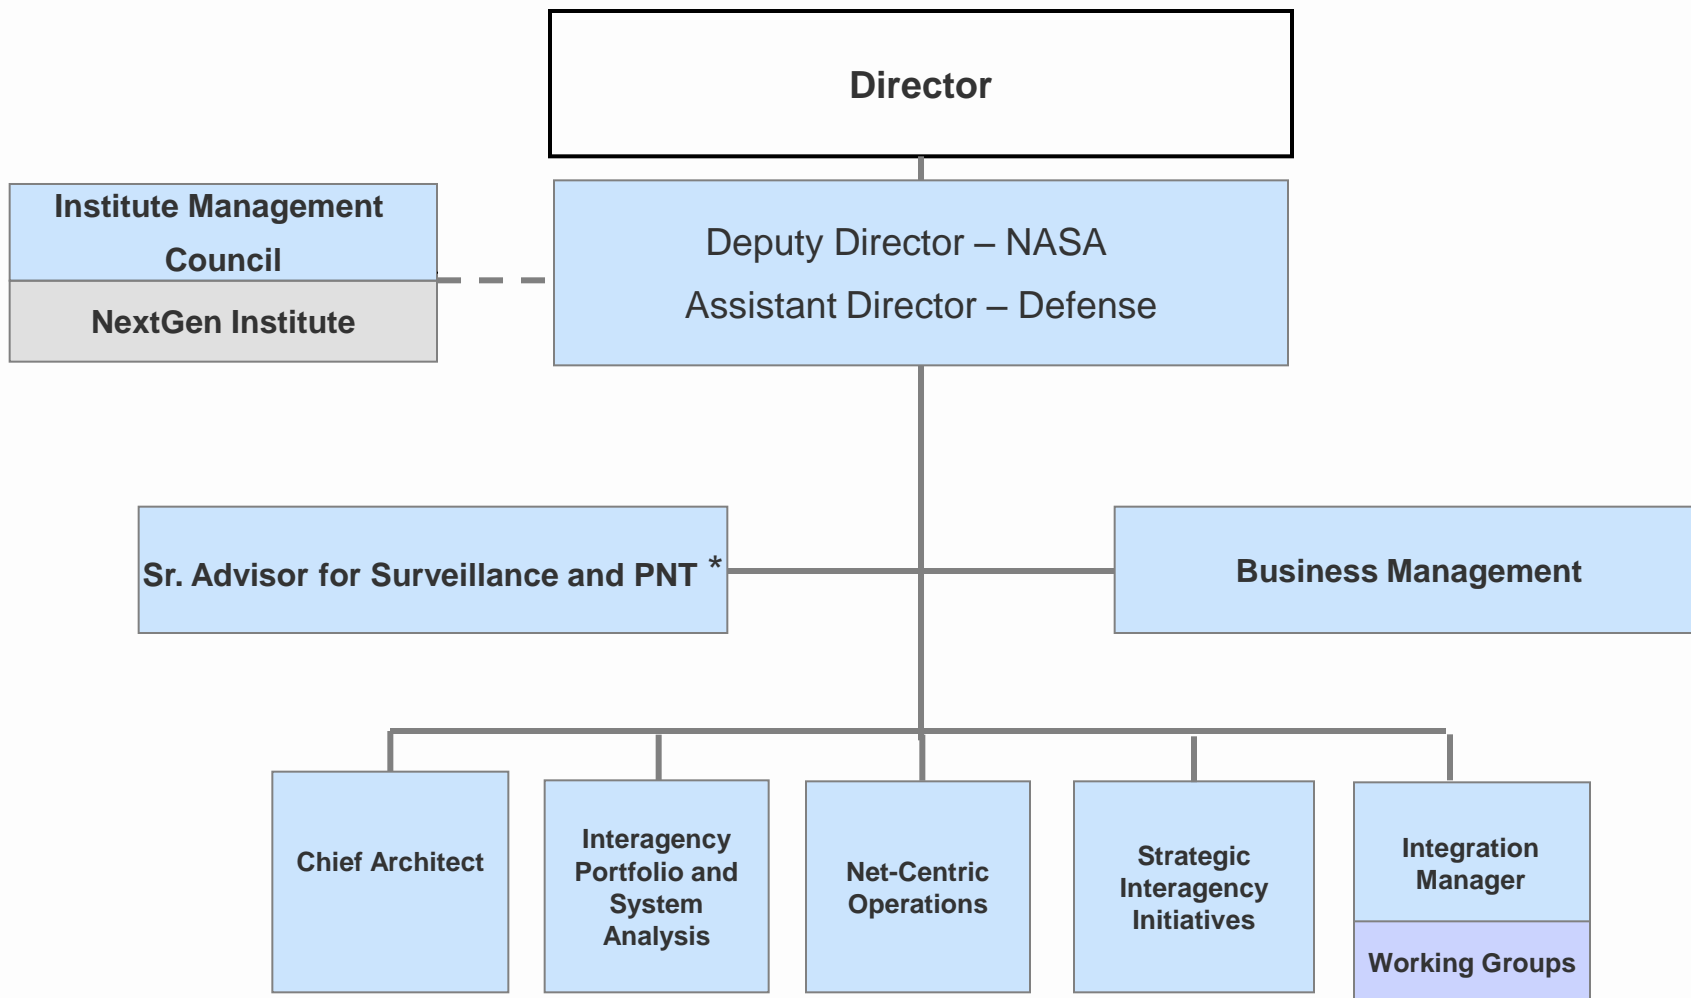 Director
Institute Management
Council
NextGen Institute
Deputy Director – NASA
Assistant Director – Defense
Sr. Advisor for Surveillance and PNT *
Business Management
Chief Architect
Interagency
Portfolio and
System
Analysis
Net-Centric
Operations
Strategic
Interagency
Initiatives
Integration
Manager
Working Groups